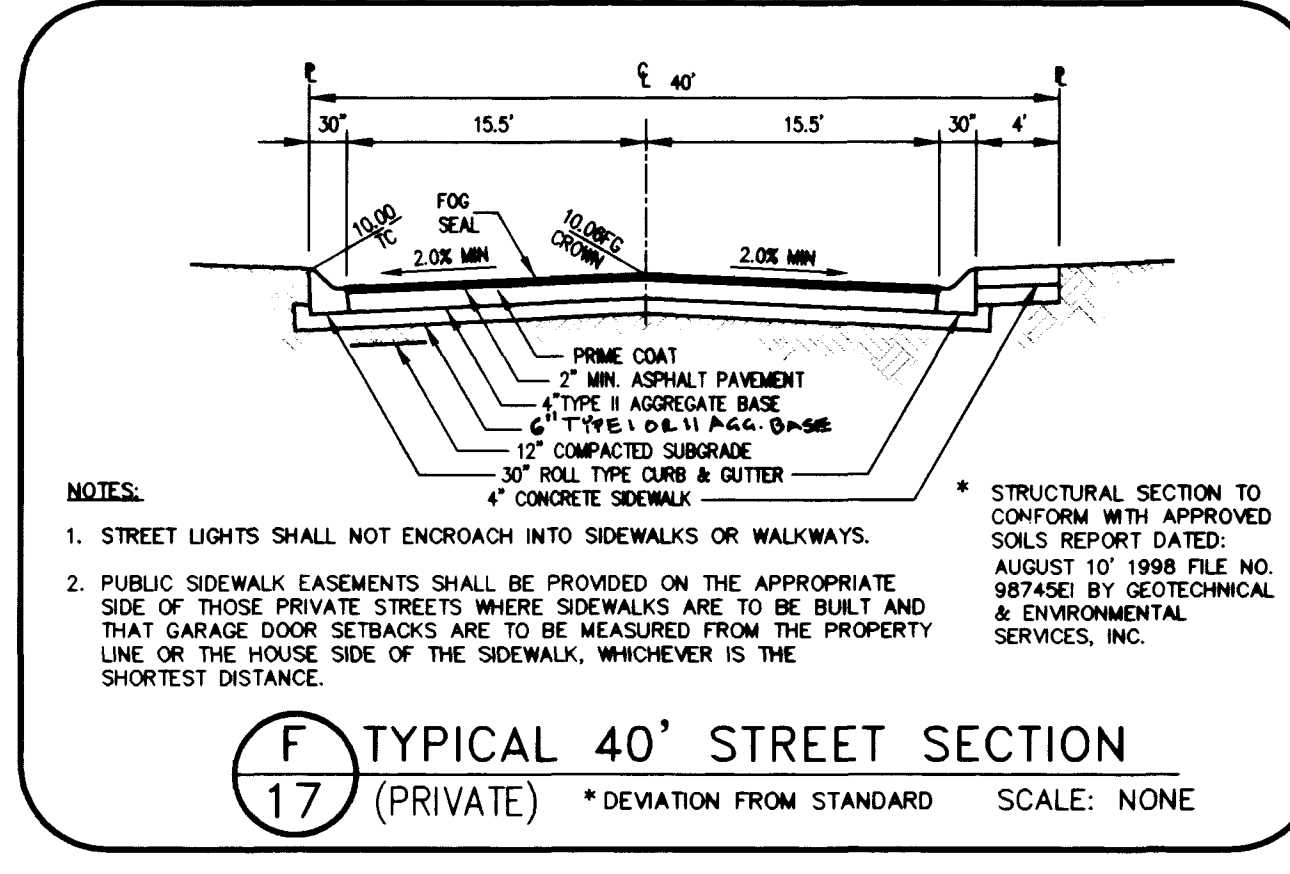 ℄ 40'
30" 15.5' 15.5' 30" 4'
10.00
TC
FOG
SEAL
10.06FG
CROWN
2.0% MIN
2.0% MIN
PRIME COAT
2" MIN. ASPHALT PAVEMENT
4"TYPE II AGGREGATE BASE
6" TYPE I OR II AGG. BASE
12" COMPACTED SUBGRADE
30" ROLL TYPE CURB & GUTTER
4" CONCRETE SIDEWALK
NOTES:
1. STREET LIGHTS SHALL NOT ENCROACH INTO SIDEWALKS OR WALKWAYS.
2. PUBLIC SIDEWALK EASEMENTS SHALL BE PROVIDED ON THE APPROPRIATE
SIDE OF THOSE PRIVATE STREETS WHERE SIDEWALKS ARE TO BE BUILT AND
THAT GARAGE DOOR SETBACKS ARE TO BE MEASURED FROM THE PROPERTY
LINE OR THE HOUSE SIDE OF THE SIDEWALK, WHICHEVER IS THE
SHORTEST DISTANCE.
* STRUCTURAL SECTION TO
CONFORM WITH APPROVED
SOILS REPORT DATED:
AUGUST 10' 1998 FILE NO.
98745EI BY GEOTECHNICAL
& ENVIRONMENTAL
SERVICES, INC.
F
17
TYPICAL 40' STREET SECTION
(PRIVATE) * DEVIATION FROM STANDARD SCALE: NONE